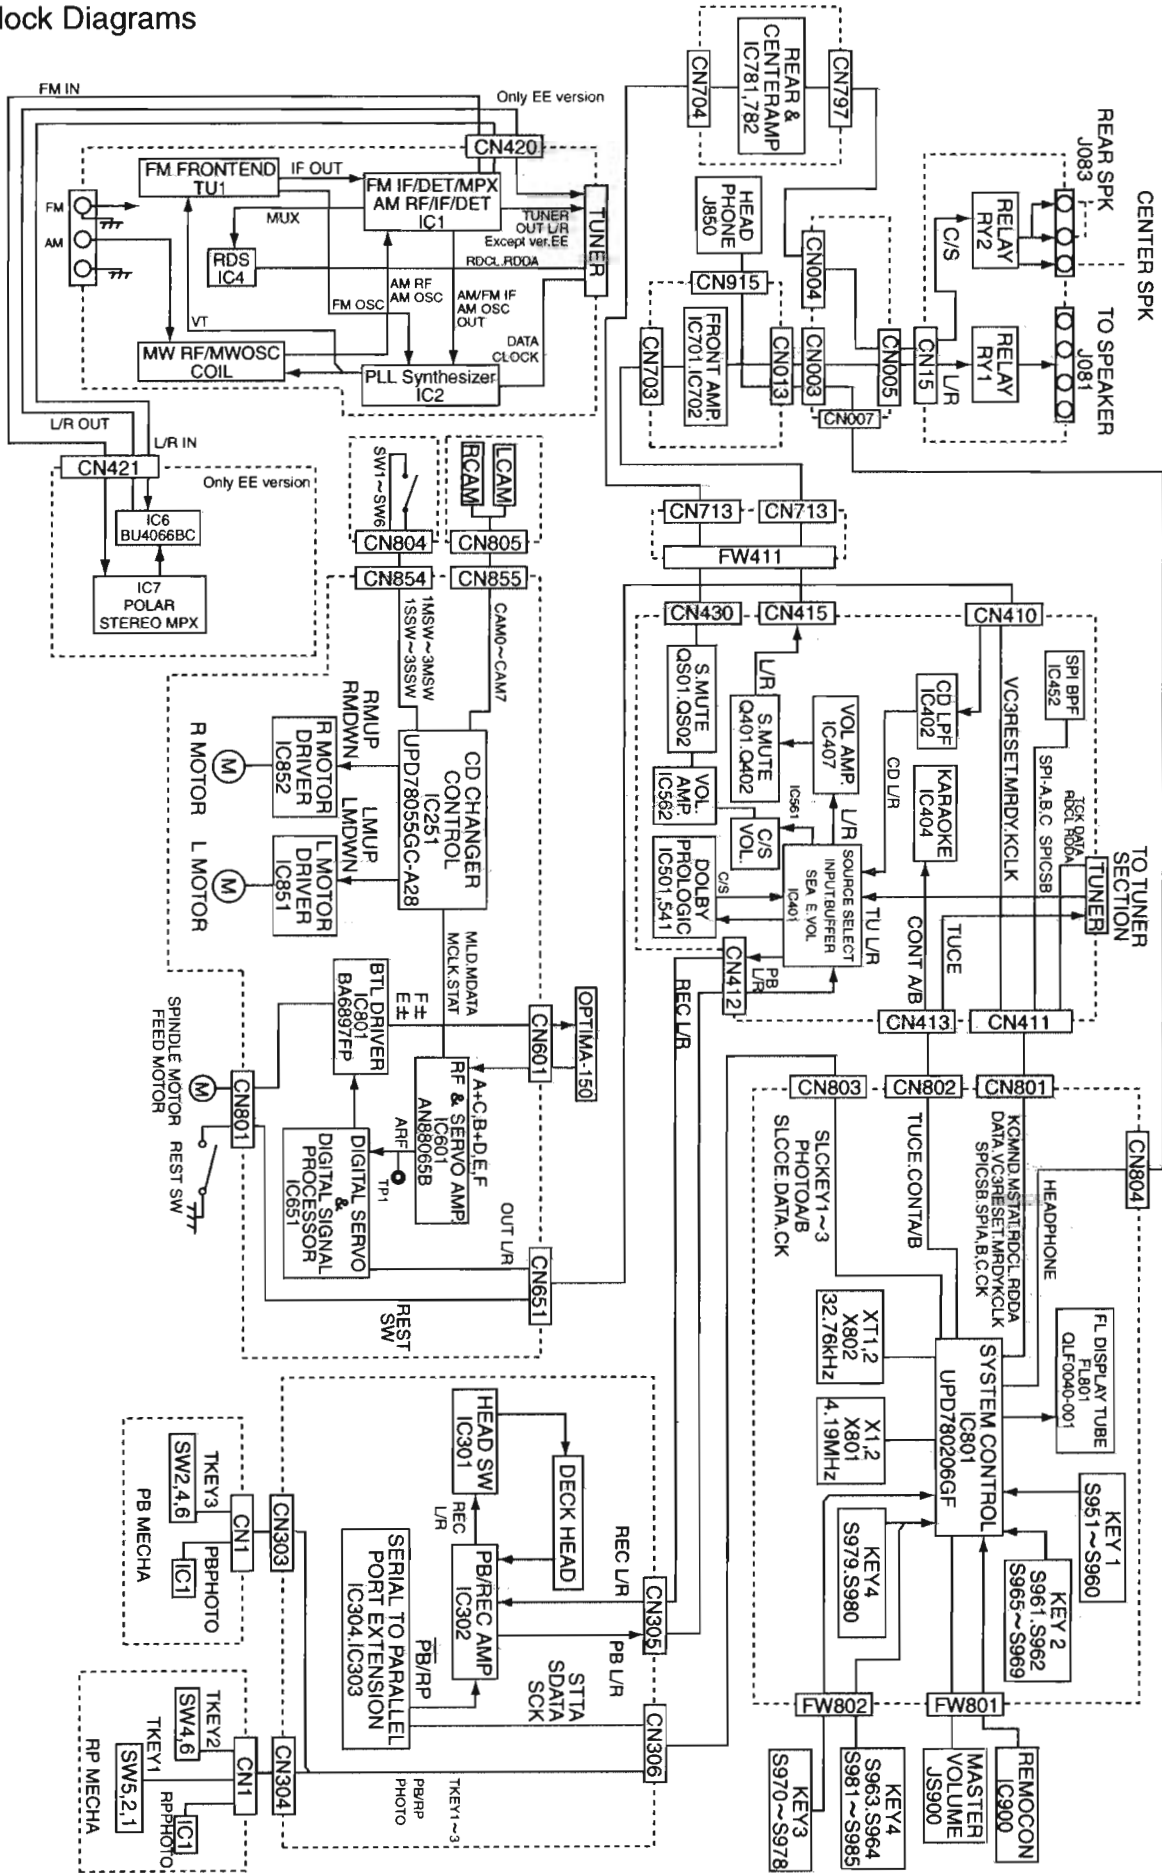 lock Diagrams
FM IN
Only EE version
CN420
FM FRONTEND
TU1
IF OUT
FM IF/DET/MPX
AM RF/IF/DET
IC1
TUNER
OUT L/R
Except ver.EE
TUNER
FM
AM
MUX
RDS
IC4
RDCL.RDDA
AM RF
AM OSC
FM OSC
AM/FM IF
AM OSC
OUT
VT
DATA
CLOCK
MW RF/MWOSC
COIL
PLL Synthesizer
IC2
L/R OUT
L/R IN
CN421
Only EE version
IC6
BU4066BC
IC7
POLAR
STEREO MPX
CN704
REAR &
CENTERAMP
IC781,782
CN797
REAR SPK
J083
CENTER SPK
TO SPEAKER
J081
RELAY
RY2
C/S
RELAY
RY1
L/R
HEAD
PHONE
J850
CN915
CN004
CN703
FRONT AMP.
IC701.IC702
CN013
CN003
CN005
CN15
CN007
SW1~SW6
RCAM
LCAM
CN804
CN805
CN854
CN855
1MSW~3MSW
1SSW~3SSW
CAM0~CAM7
CD CHANGER
CONTROL
IC251
UPD78055GC-A28
RMUP
RMDWN
LMUP
LMDWN
R MOTOR
DRIVER
IC852
L MOTOR
DRIVER
IC851
M
R MOTOR
M
L MOTOR
MLD.MDATA
MCLK.STAT
BTL DRIVER
IC801
BA6897FP
F±
E±
CN601
OPTIMA-150
A+C,B+D,E,F
RF & SERVO AMP
IC601
AN88065B
ARF
TP1
DIGITAL SERVO
&
DIGITAL SIGNAL
PROCESSOR
IC651
CN801
M
SPINDLE MOTOR
FEED MOTOR
REST SW
OUT L/R
CN651
REST
SW
CN713
CN713
FW411
CN430
CN415
CN410
S.MUTE
QS01.QS02
L/R
S.MUTE
Q401.Q402
VOL AMP.
IC407
CD LPF
IC402
SPI BPF
IC452
VC3RESET.MRDY.KCLK
SPI-A,B,C SPICSB
TCK DATA
RDCL RDDA
TO TUNER
SECTION
TUNER
VOL.
AMP.
IC562
IC561
C/S
VOL.
L/R
CD L/R
KARAOKE
IC404
DOLBY
PROLOGIC
IC501,541
C/S
SOURCE SELECT
INPUT.BUFFER
SEA E.VOL
IC401
TU L/R
CONT A/B
TUCE
CN412
PB
L/R
REC L/R
CN413
CN411
CN803
CN802
CN801
CN804
SLCKEY1~3
PHOTOA/B
SLCCE.DATA.CK
TUCE.CONTA/B
KCMND.MSTAT.RDCL.RDDA
DATA.VC3RESET.MRDYKCLK
SPICSB.SPIA,B,C.CK
HEADPHONE
XT1,2
X802
32.76kHz
X1,2
X801
4.19MHz
SYSTEM CONTROL
IC801
UPD780206GF
FL DISPLAY TUBE
FL801
QLF0040-001
KEY 1
S951~S960
KEY 2
S961.S962
S965~S969
KEY4
S979.S980
FW802
FW801
KEY3
S970~S978
KEY4
S963.S964
S981~S985
MASTER
VOLUME
JS900
REMOCON
IC900
HEAD SW
IC301
DECK HEAD
REC
L/R
PB/REC AMP
IC302
REC L/R
PB L/R
CN305
SERIAL TO PARALLEL
PORT EXTENSION
IC304.IC303
PB/RP
STTA
SDATA
SCK
CN306
TKEY1~3
PB/RP
PHOTO
CN303
CN1
TKEY3
SW2,4,6
PBPHOTO
IC1
PB MECHA
CN304
CN1
TKEY2
SW4,6
TKEY1
SW5,2,1
RPPHOTO
IC1
RP MECHA